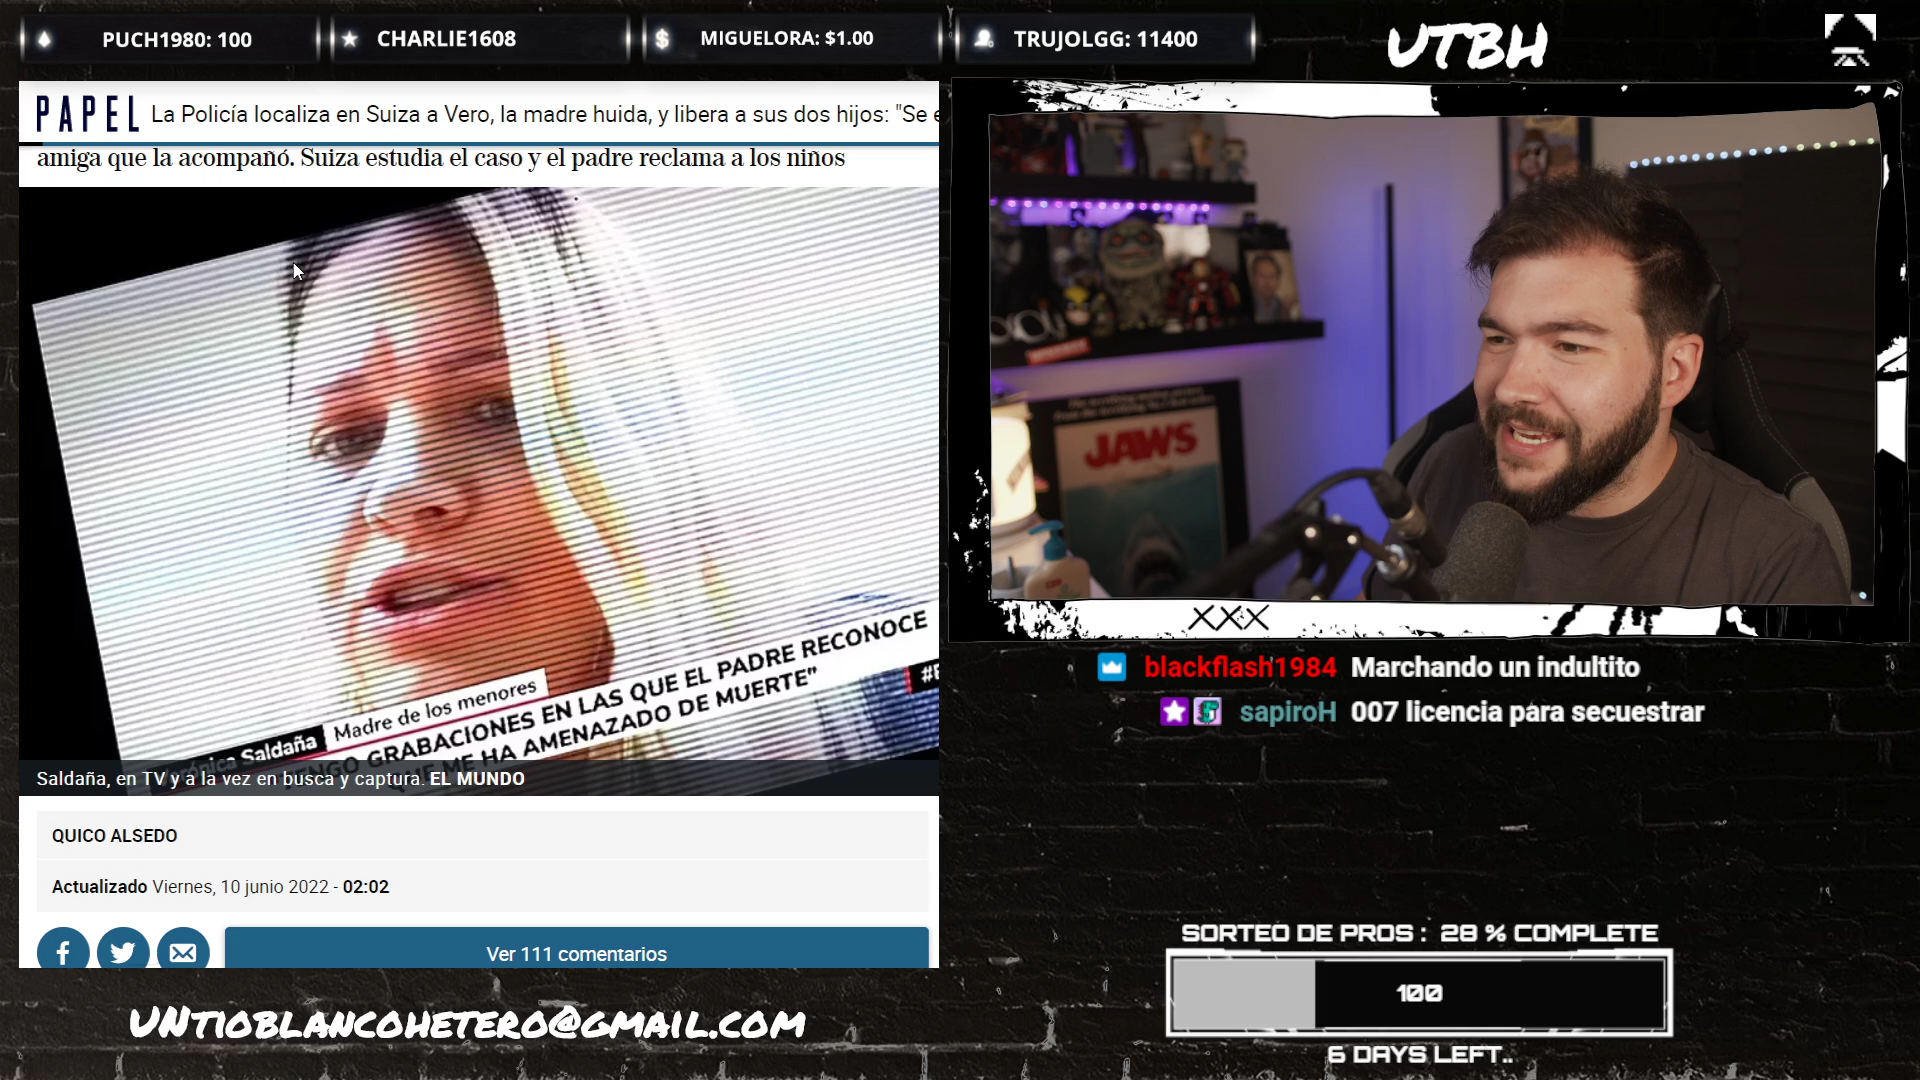 PUCH1980: 100
CHARLIE1608
$ MIGUELORA: $1.00
TRUJOLGG: 11400
UTBH
PAPEL La Policía localiza en Suiza a Vero, la madre huida, y libera a sus dos hijos: "Se e
amiga que la acompañó. Suiza estudia el caso y el padre reclama a los niños
Saldaña Madre de los menores
GRABACIONES EN LAS QUE EL PADRE RECONOCE
ME HA AMENAZADO DE MUERTE"
Saldaña, en TV y a la vez en busca y captura. EL MUNDO
QUICO ALSEDO
Actualizado Viernes, 10 junio 2022 - 02:02
Ver 111 comentarios
UNTIOBLANCOHETERO@GMAIL.COM
JAWS
XXX
blackflash1984 Marchando un indultito
sapiroH 007 licencia para secuestrar
SORTEO DE PROS : 28 % COMPLETE
100
6 DAYS LEFT..